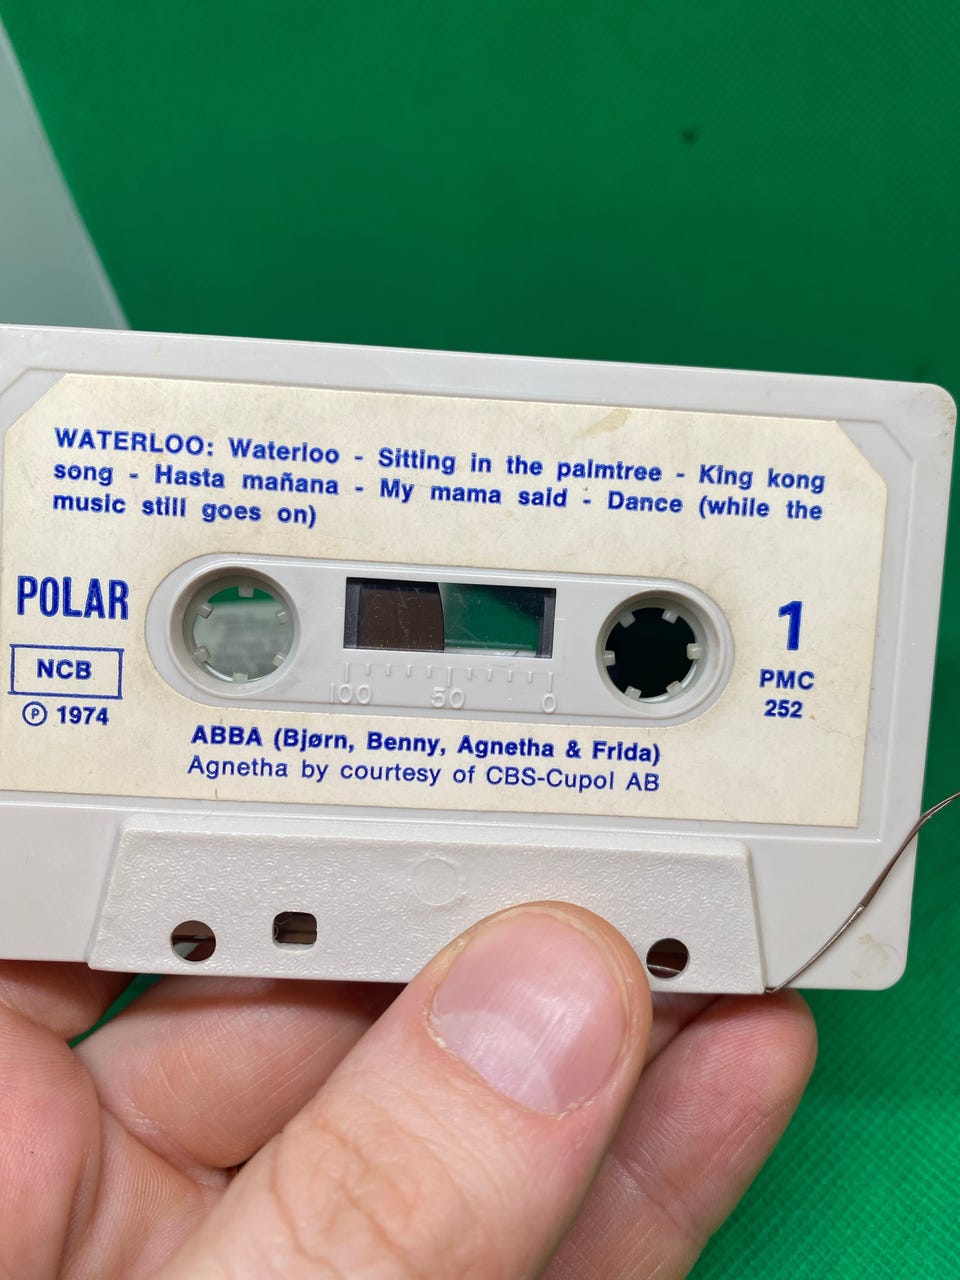 WATERLOO: Waterloo - Sitting in the palmtree - King kong
song - Hasta mañana - My mama said - Dance (while the
music still goes on)
POLAR
NCB
Ⓟ 1974
100 50 0
1
PMC
252
ABBA (Bjørn, Benny, Agnetha & Frida)
Agnetha by courtesy of CBS-Cupol AB